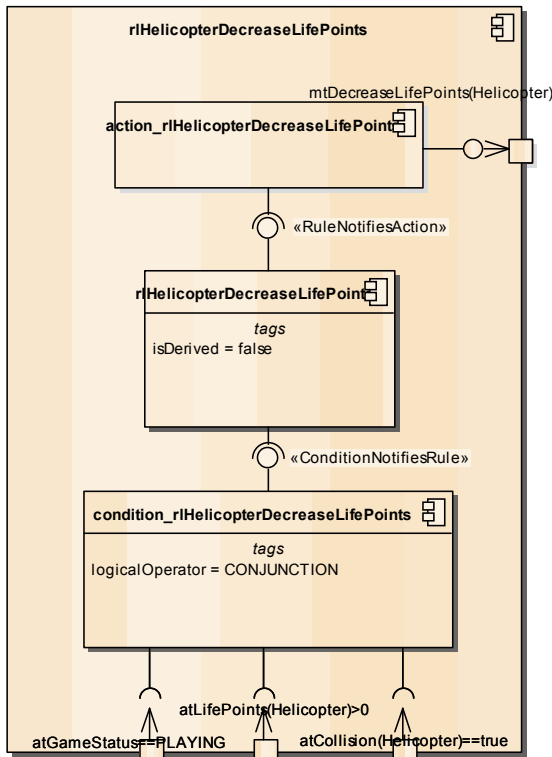 rlHelicopterDecreaseLifePoints
mtDecreaseLifePoints(Helicopter)
action_rlHelicopterDecreaseLifePoint
«RuleNotifiesAction»
rlHelicopterDecreaseLifePoint
tags
isDerived = false
«ConditionNotifiesRule»
condition_rlHelicopterDecreaseLifePoints
tags
logicalOperator = CONJUNCTION
atLifePoints(Helicopter)>0
atGameStatus==PLAYING
atCollision(Helicopter)==true